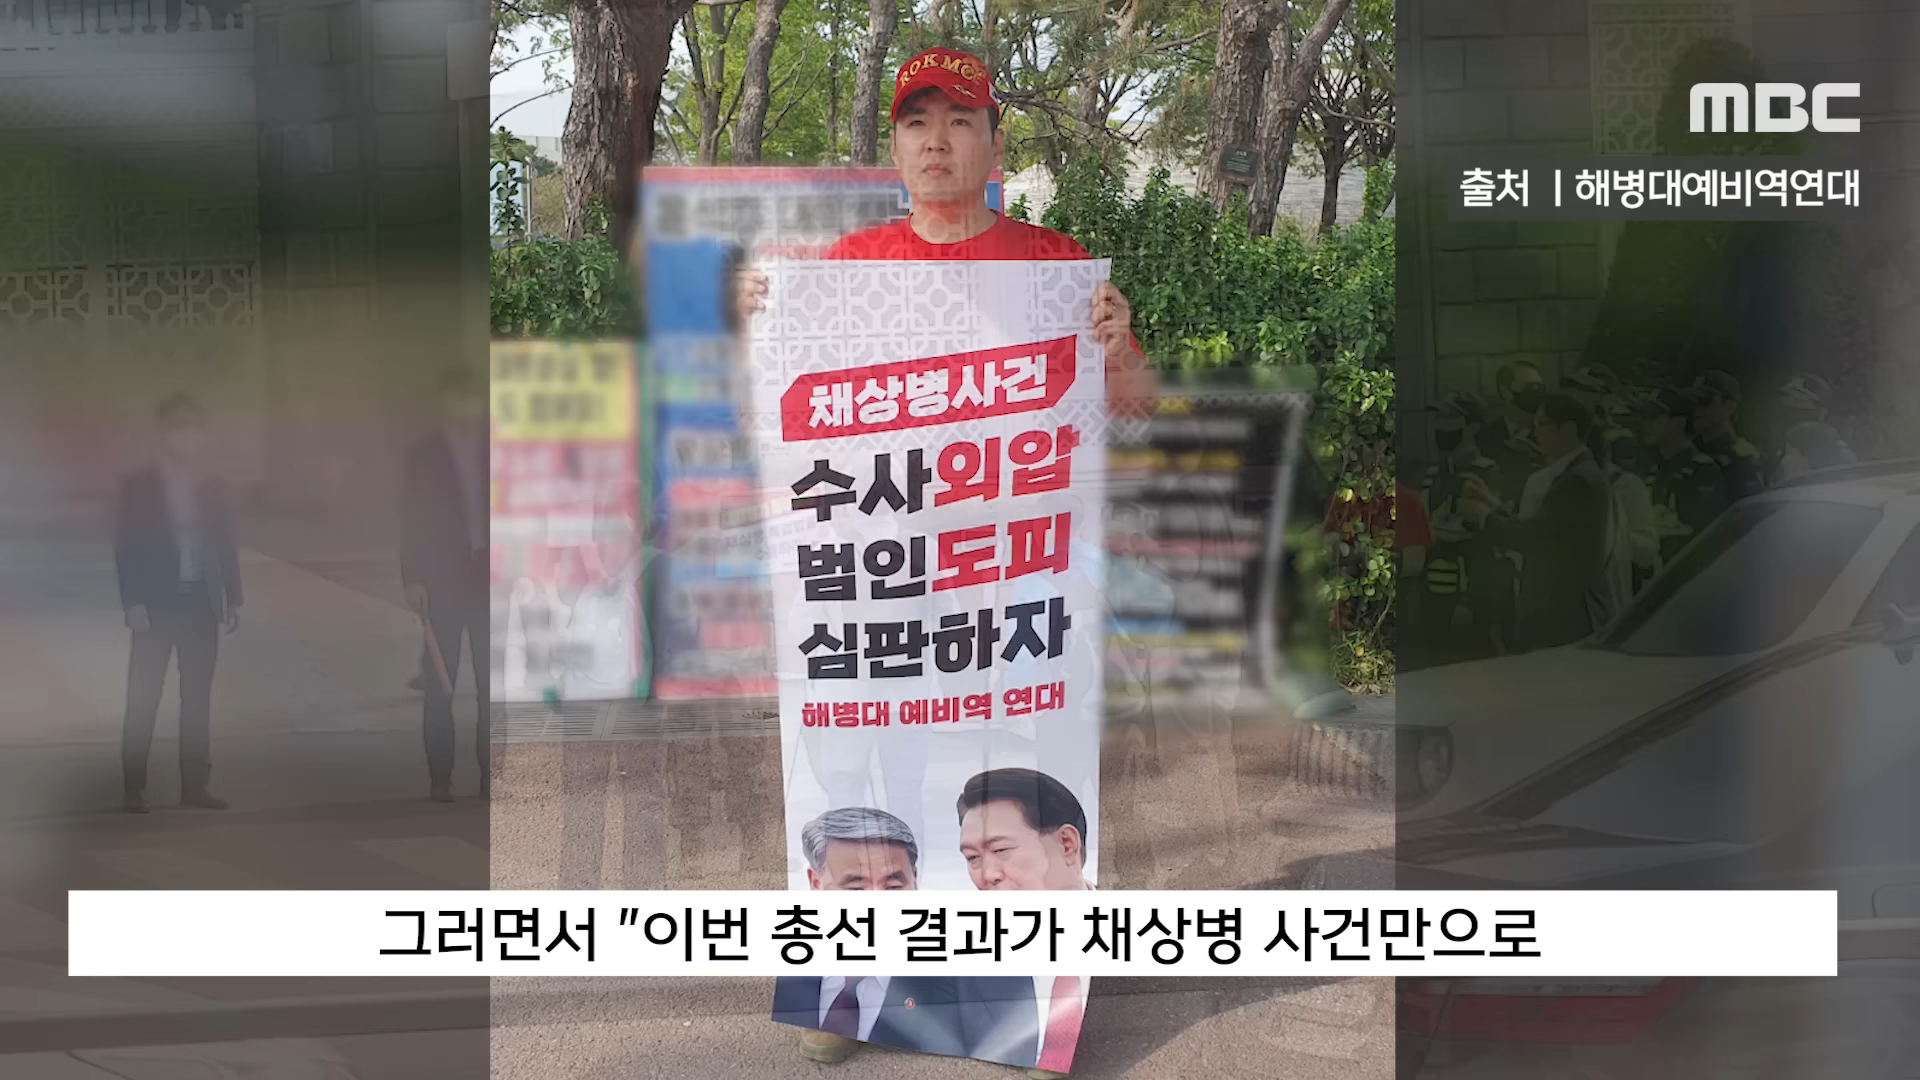 ROKMC
MBC
출처 | 해병대예비역연대
채상병사건
수사외압
범인도피
심판하자
해병대 예비역 연대
그러면서 "이번 총선 결과가 채상병 사건만으로